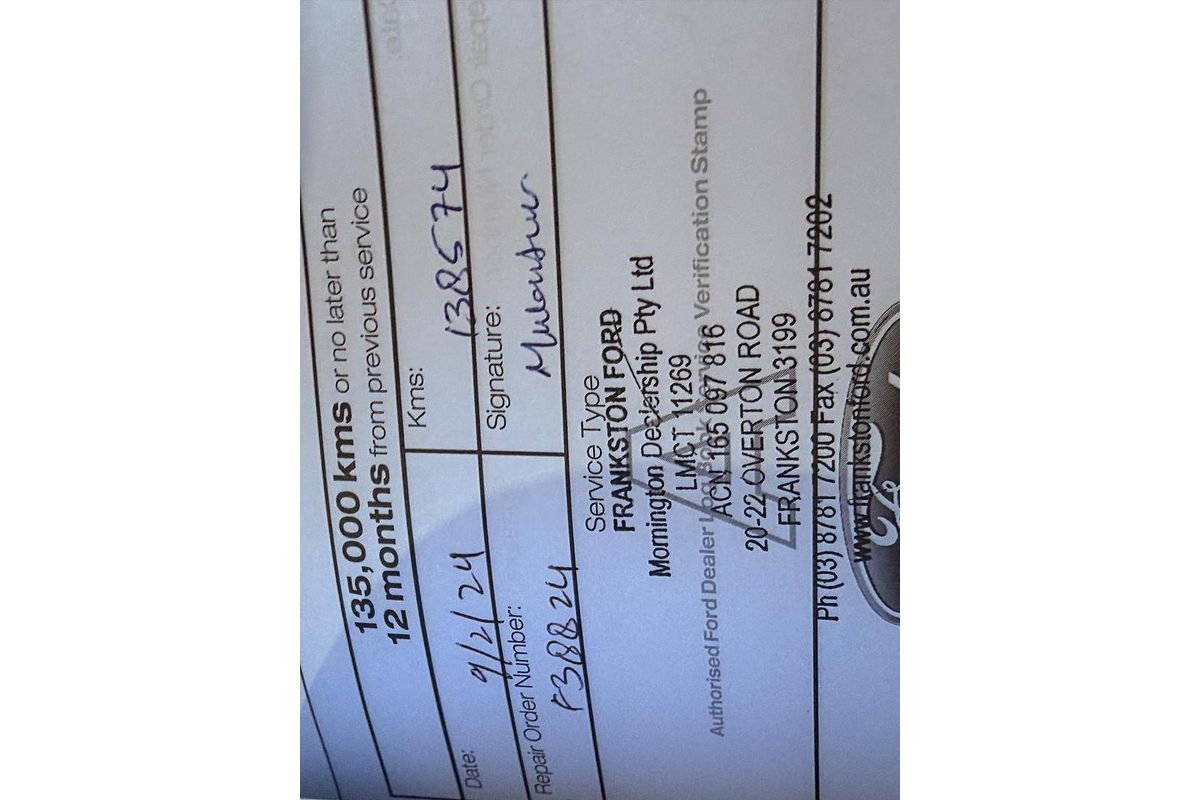 135,000 kms or no later than
12 months from previous service
Date: 9/2/24
Kms: 138574
Repair Order Number: F38824
Signature:
Service Type
FRANKSTON FORD
Mornington Dealership Pty Ltd
LMCT 11269
Authorised Ford Dealer Log Book Service Verification Stamp
ACN 165 097 816
20-22 OVERTON ROAD
FRANKSTON 3199
Ph (03) 8781 7200 Fax (03) 8781 7202
www.frankstonford.com.au